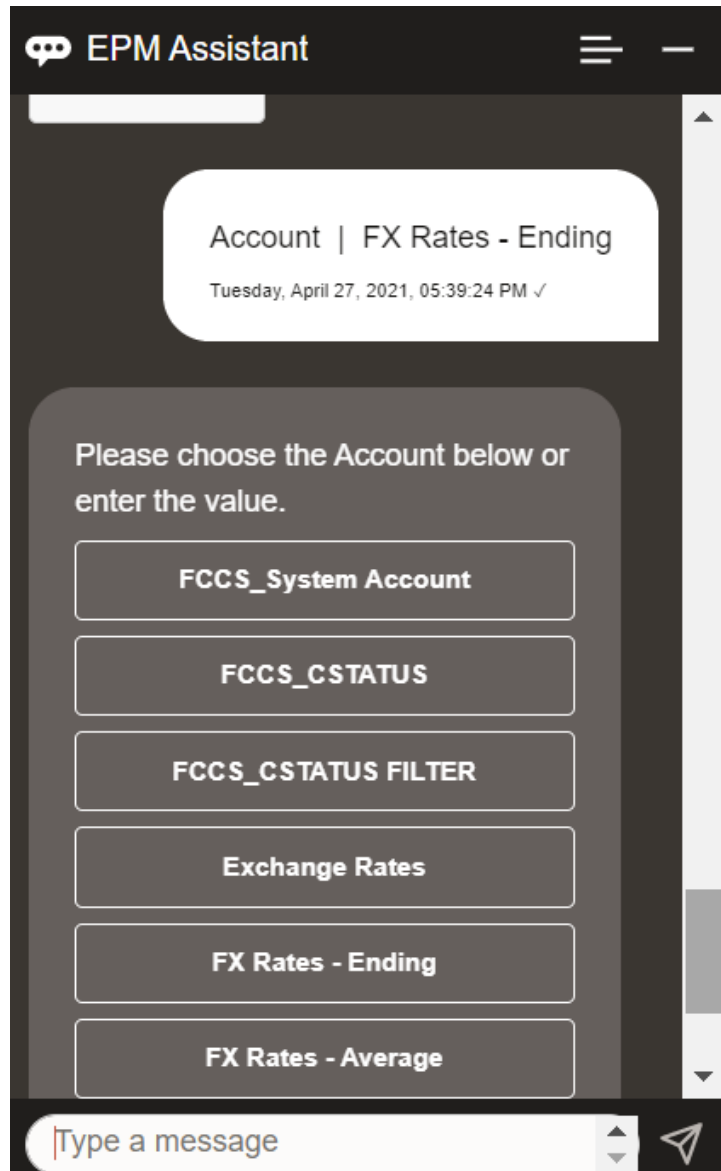 EPM Assistant
Account | FX Rates - Ending
Tuesday, April 27, 2021, 05:39:24 PM ✓
Please choose the Account below or
enter the value.
FCCS_System Account
FCCS_CSTATUS
FCCS_CSTATUS FILTER
Exchange Rates
FX Rates - Ending
FX Rates - Average
Type a message